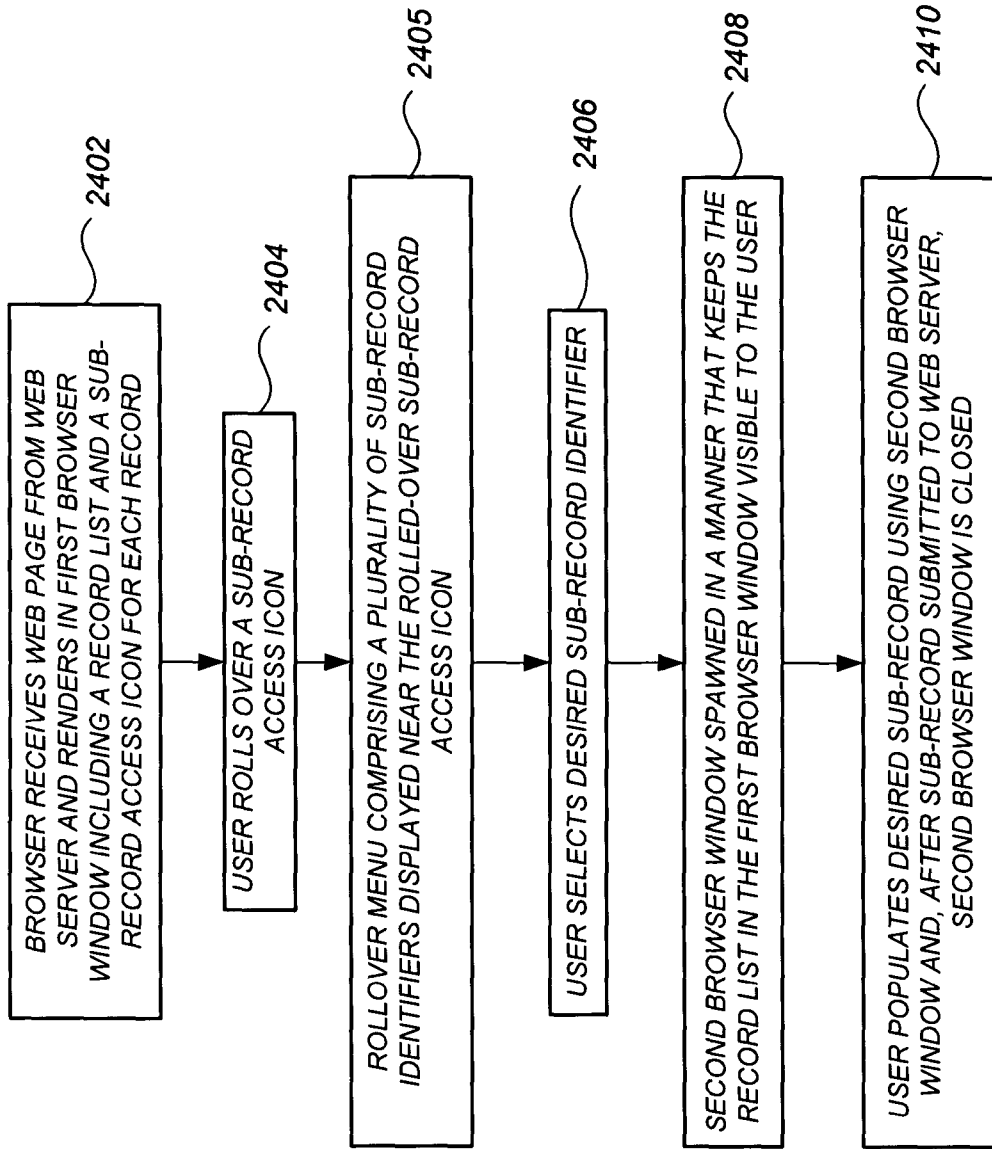 BROWSER RECEIVES WEB PAGE FROM WEB
SERVER AND RENDERS IN FIRST BROWSER
WINDOW INCLUDING A RECORD LIST AND A SUB-
RECORD ACCESS ICON FOR EACH RECORD
2402
USER ROLLS OVER A SUB-RECORD
ACCESS ICON
2404
ROLLOVER MENU COMPRISING A PLURALITY OF SUB-RECORD
IDENTIFIERS DISPLAYED NEAR THE ROLLED-OVER SUB-RECORD
ACCESS ICON
2405
USER SELECTS DESIRED SUB-RECORD IDENTIFIER
2406
SECOND BROWSER WINDOW SPAWNED IN A MANNER THAT KEEPS THE
RECORD LIST IN THE FIRST BROWSER WINDOW VISIBLE TO THE USER
2408
USER POPULATES DESIRED SUB-RECORD USING SECOND BROWSER
WINDOW AND, AFTER SUB-RECORD SUBMITTED TO WEB SERVER,
SECOND BROWSER WINDOW IS CLOSED
2410